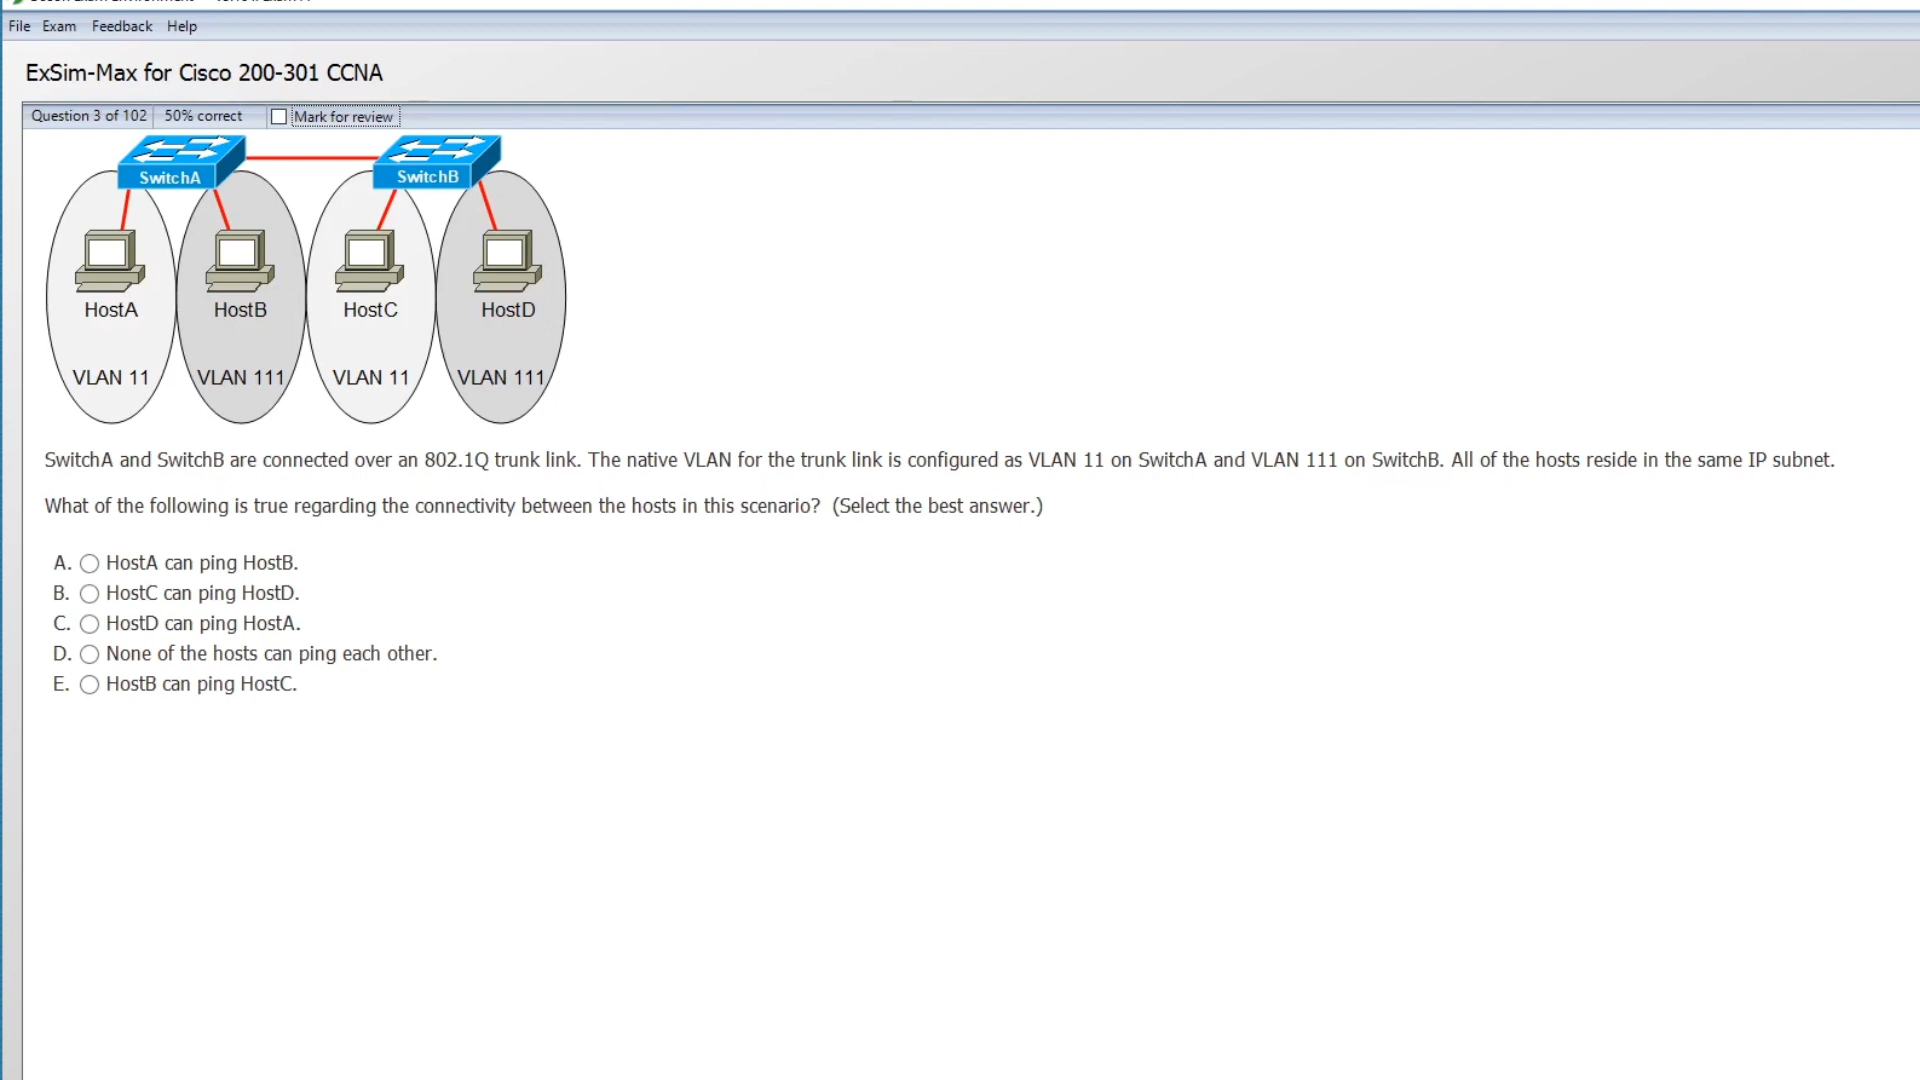 File Exam Feedback Help
ExSim-Max for Cisco 200-301 CCNA
Question 3 of 102 50% correct Mark for review
SwitchA SwitchB
HostA HostB HostC HostD
VLAN 11 VLAN 111 VLAN 11 VLAN 111
SwitchA and SwitchB are connected over an 802.1Q trunk link. The native VLAN for the trunk link is configured as VLAN 11 on SwitchA and VLAN 111 on SwitchB. All of the hosts reside in the same IP subnet.
What of the following is true regarding the connectivity between the hosts in this scenario? (Select the best answer.)
A. HostA can ping HostB.
B. HostC can ping HostD.
C. HostD can ping HostA.
D. None of the hosts can ping each other.
E. HostB can ping HostC.